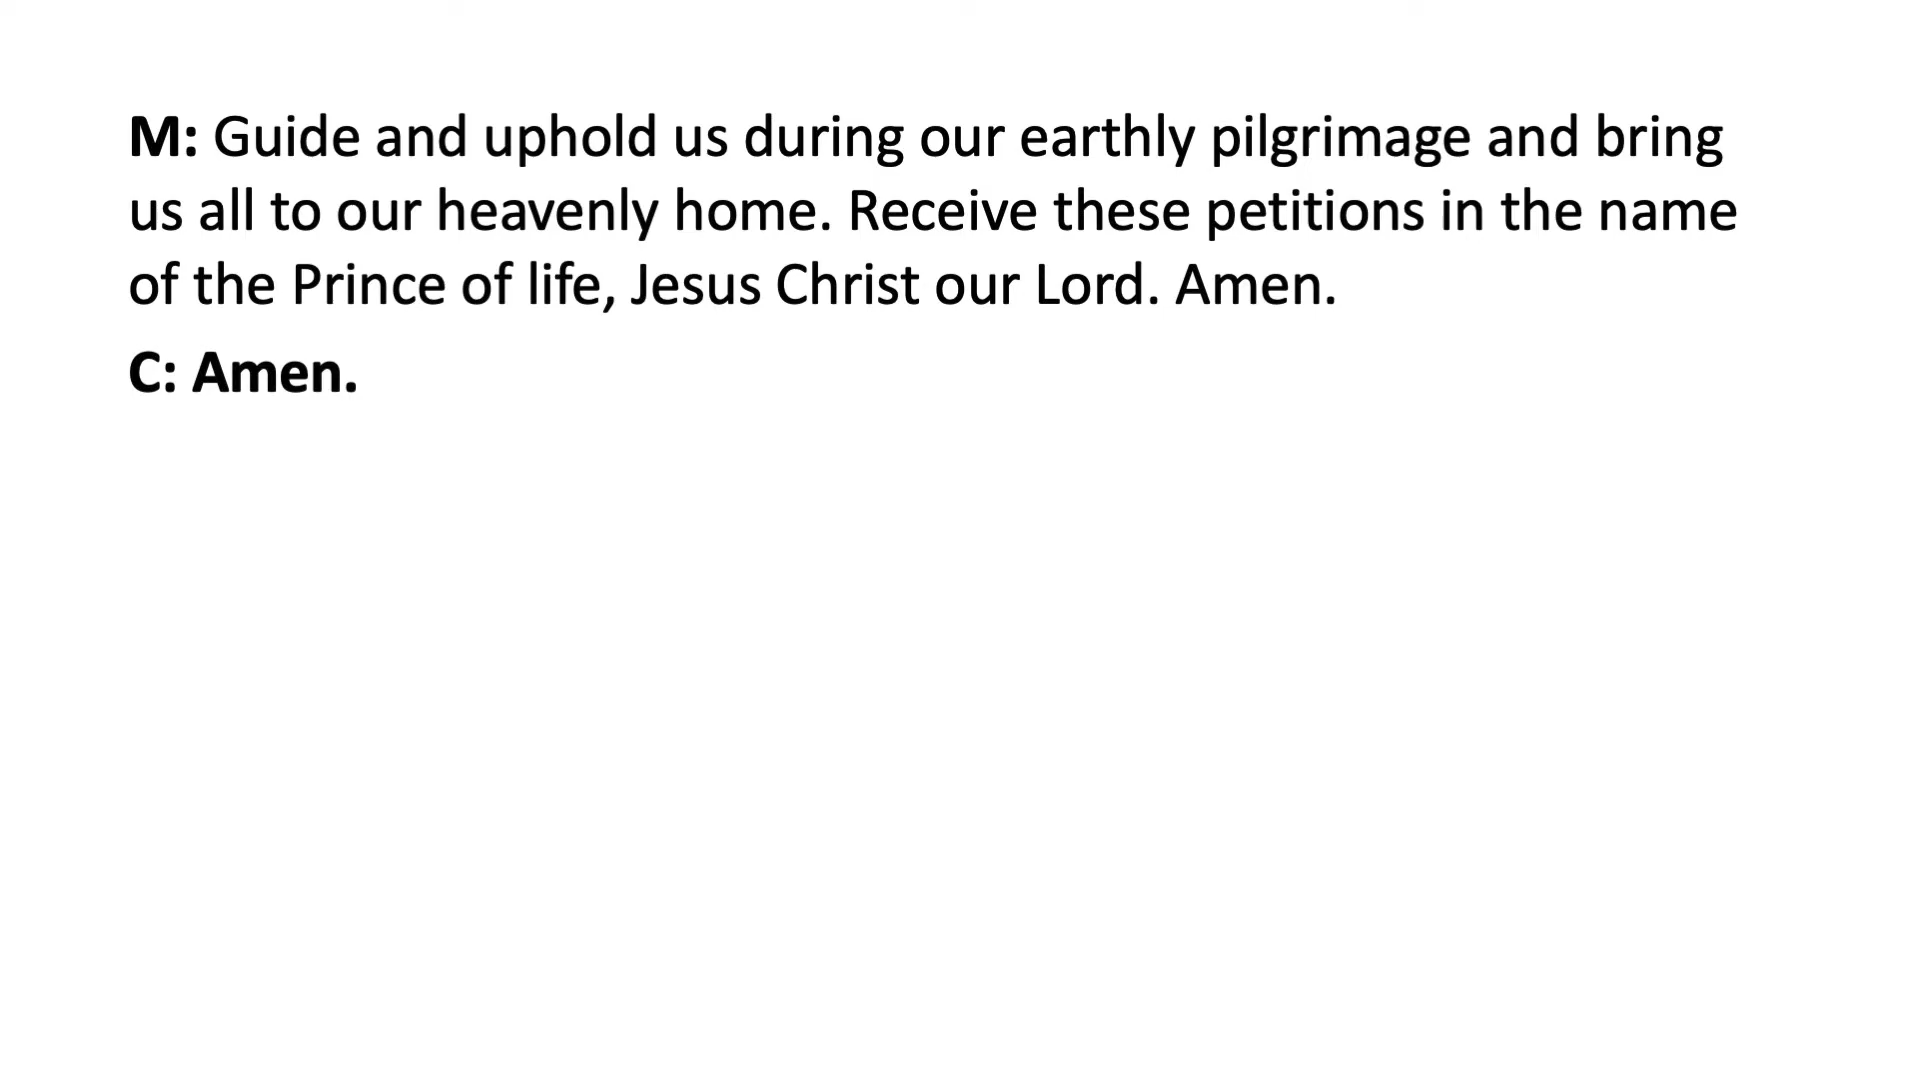 M: Guide and uphold us during our earthly pilgrimage and bring
us all to our heavenly home. Receive these petitions in the name
of the Prince of life, Jesus Christ our Lord. Amen.
C: Amen.